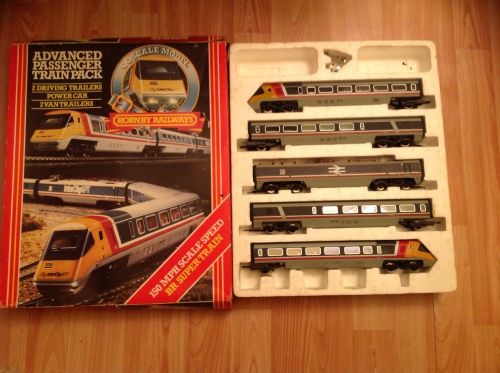 ADVANCED
PASSENGER
TRAIN PACK
2 DRIVING TRAILERS
POWER CAR
2 VAN TRAILERS
OO SCALE MODEL
HORNBY RAILWAYS
150 MPH SCALE SPEED
BR SUPER TRAIN